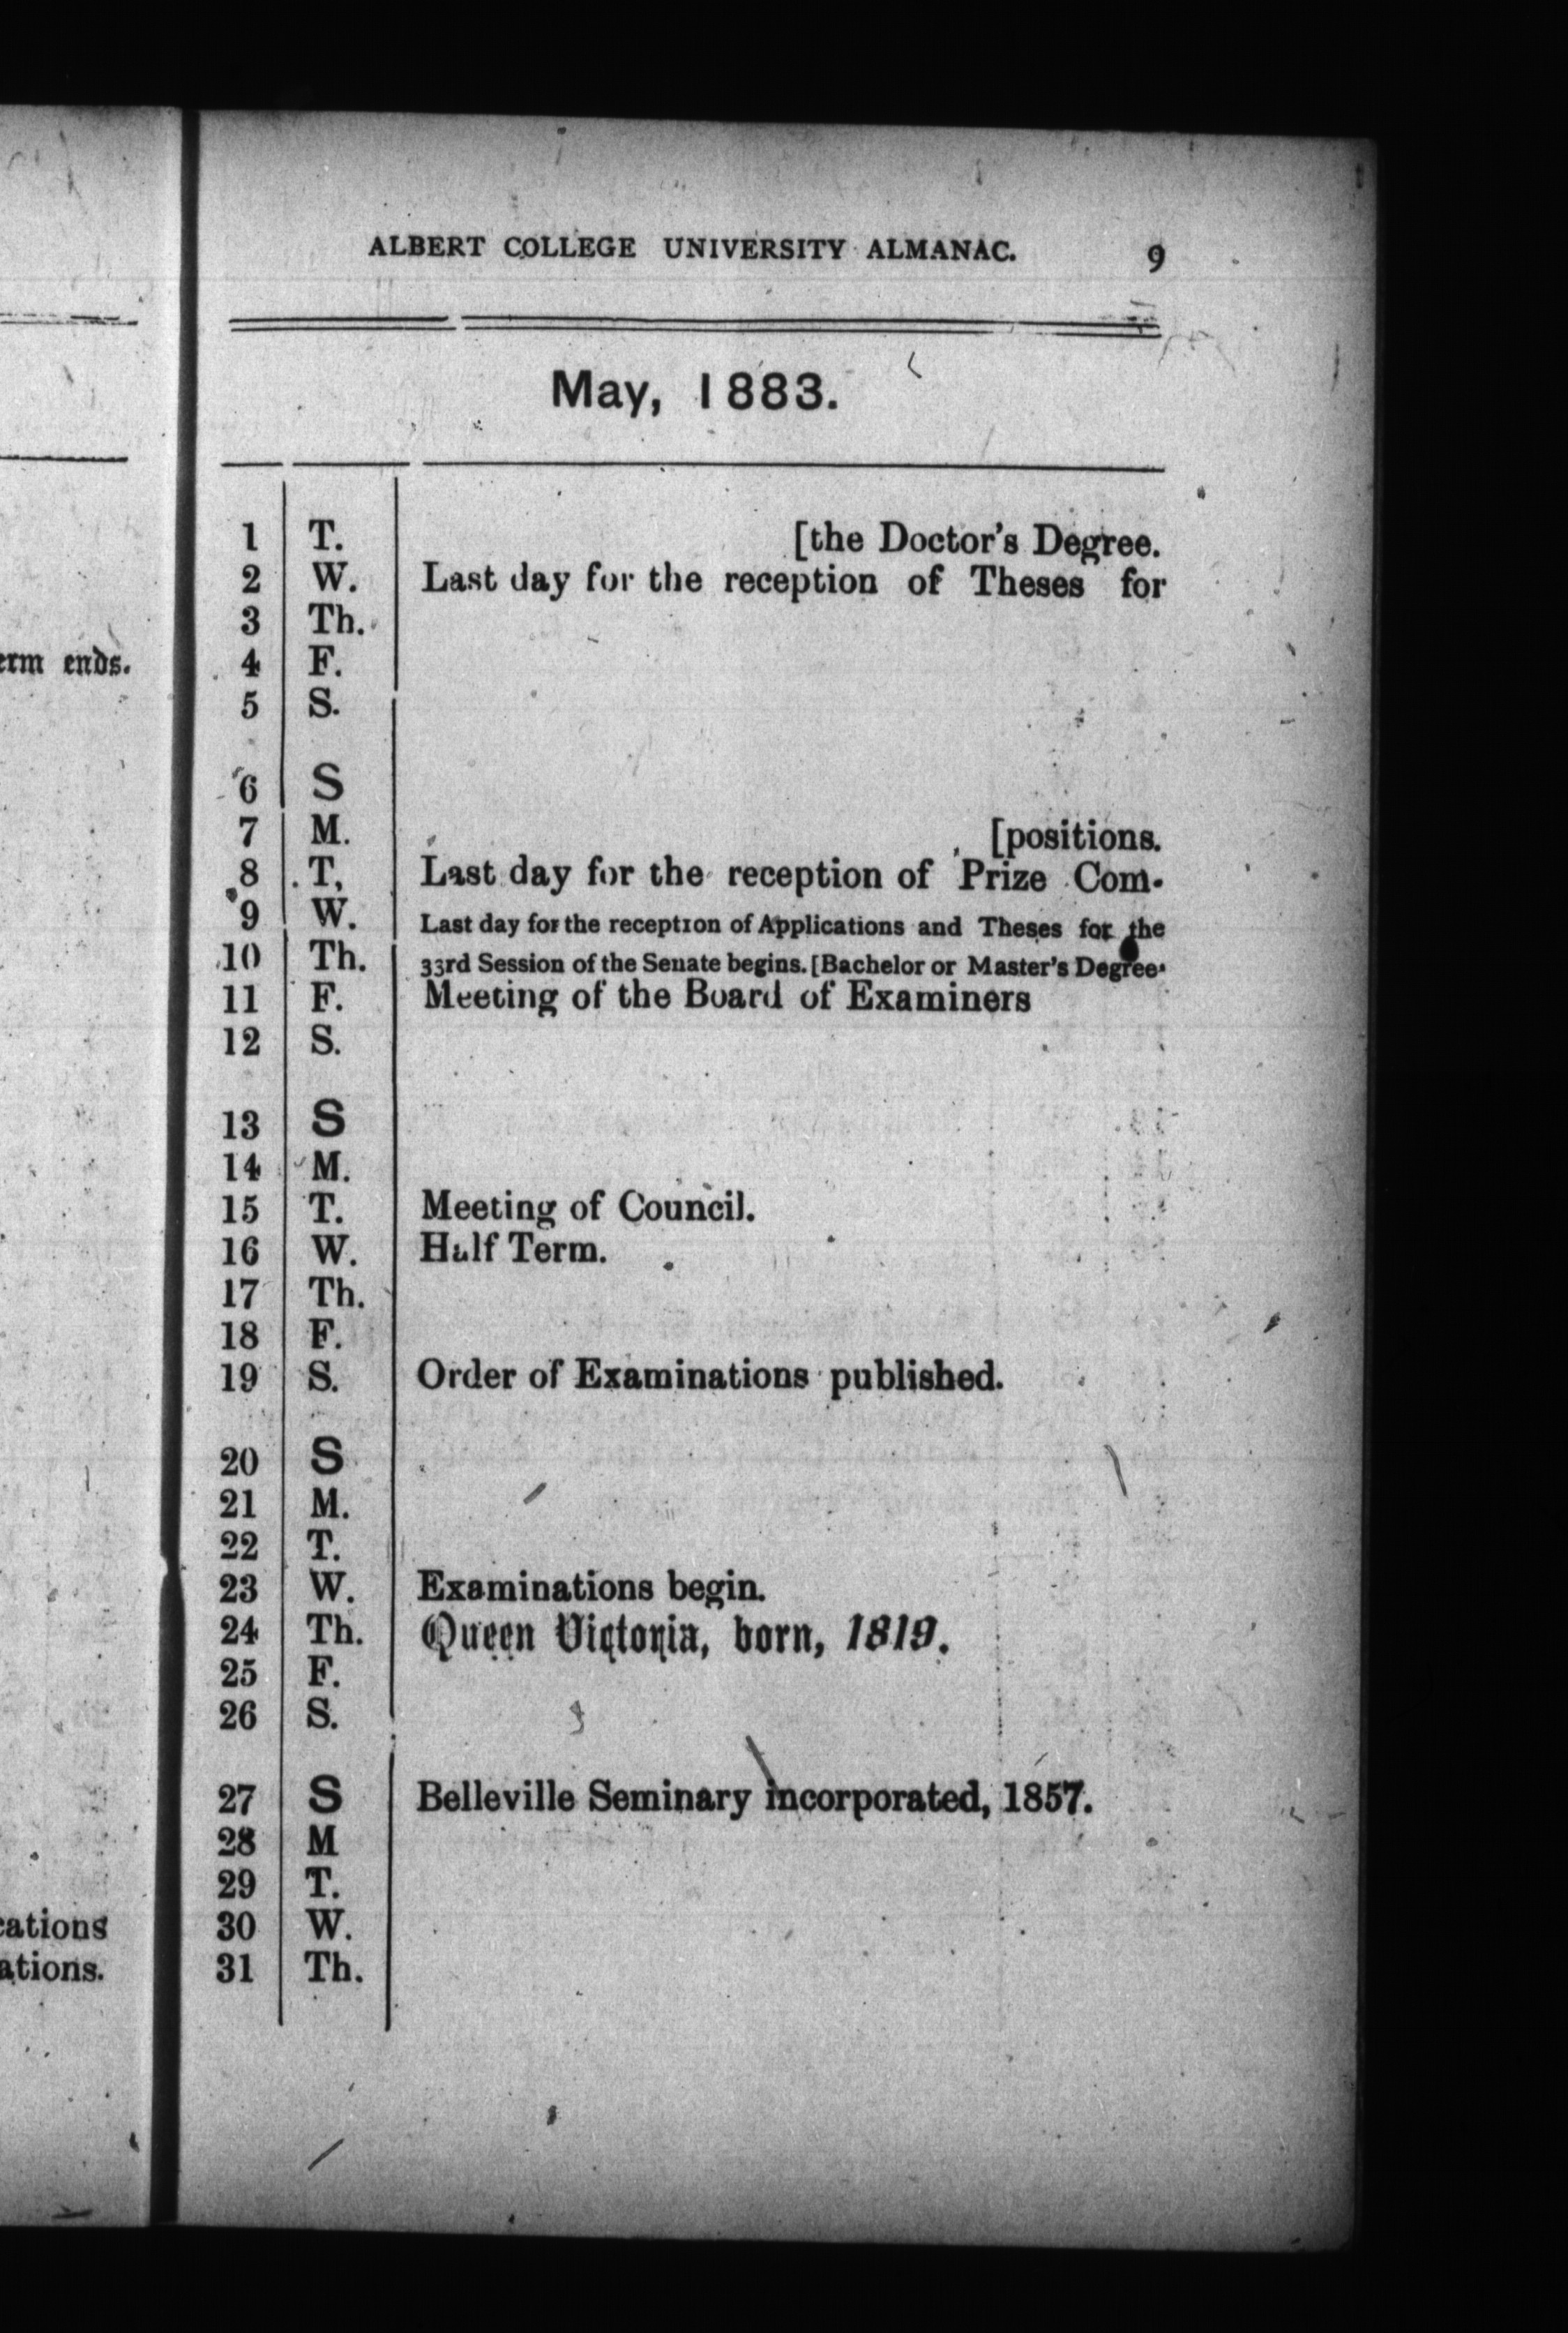 ALBERT COLLEGE UNIVERSITY ALMANAC. 9
May, 1883.
1 T. [the Doctor's Degree.
2 W. Last day for the reception of Theses for
3 Th.
4 F.
5 S.
6 S
7 M. [positions.
8 T, Last day for the reception of Prize Com-
9 W. Last day for the reception of Applications and Theses for the
10 Th. 33rd Session of the Senate begins. [Bachelor or Master's Degree.
11 F. Meeting of the Board of Examiners
12 S.
13 S
14 M.
15 T. Meeting of Council.
16 W. Half Term.
17 Th.
18 F.
19 S. Order of Examinations published.
20 S
21 M.
22 T.
23 W. Examinations begin.
24 Th. Queen Victoria, born, 1819.
25 F.
26 S.
27 S Belleville Seminary incorporated, 1857.
28 M
29 T.
30 W.
31 Th.
ends.